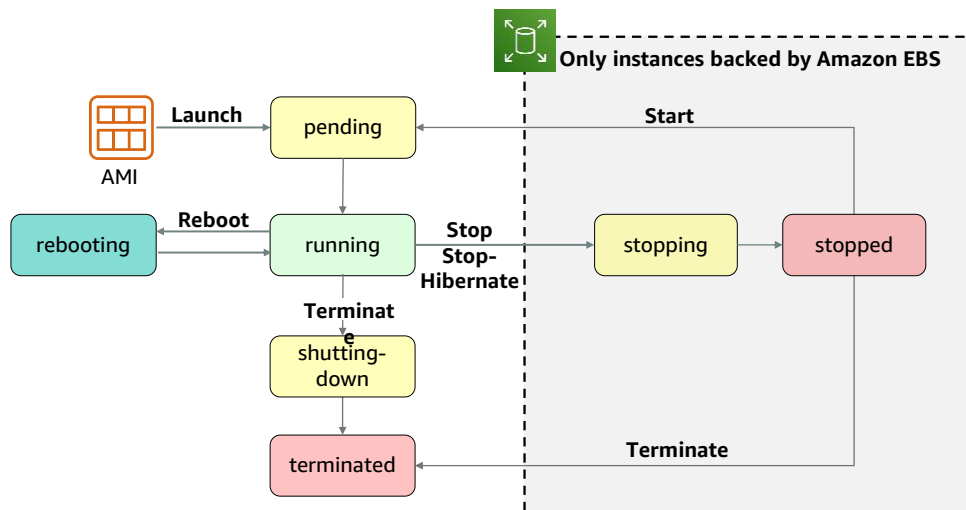 Only instances backed by Amazon EBS
Launch
pending
Start
AMI
rebooting
Reboot
running
Stop
Stop-
Hibernate
stopping
stopped
Terminat
e
shutting-
down
terminated
Terminate